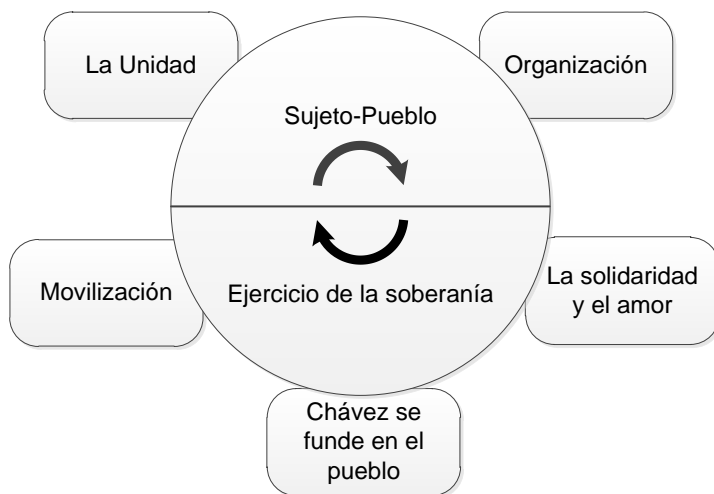 La Unidad
Organización
Sujeto-Pueblo
Movilización
Ejercicio de la soberanía
La solidaridad
y el amor
Chávez se
funde en el
pueblo